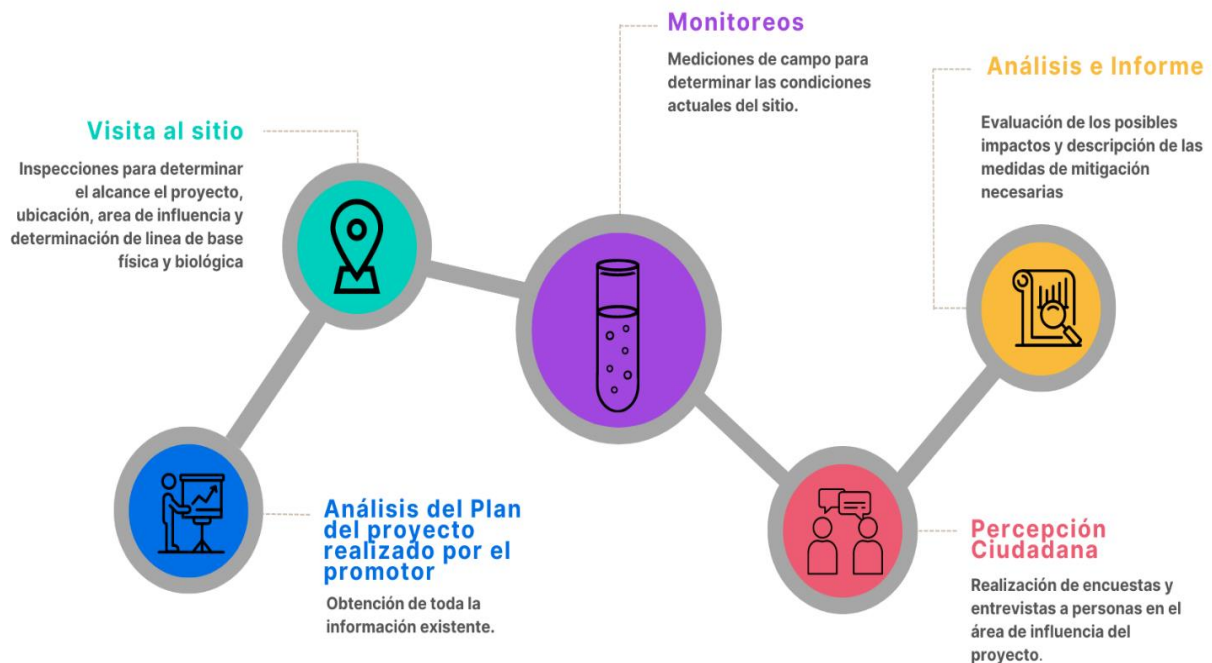 Análisis del Plan
del proyecto
realizado por el
promotor
Obtención de toda la
información existente.
Visita al sitio
Inspecciones para determinar
el alcance el proyecto,
ubicación, area de influencia y
determinación de linea de base
física y biológica
Monitoreos
Mediciones de campo para
determinar las condiciones
actuales del sitio.
Percepción
Ciudadana
Realización de encuestas y
entrevistas a personas en el
área de influencia del
proyecto.
Análisis e Informe
Evaluación de los posibles
impactos y descripción de las
medidas de mitigación
necesarias